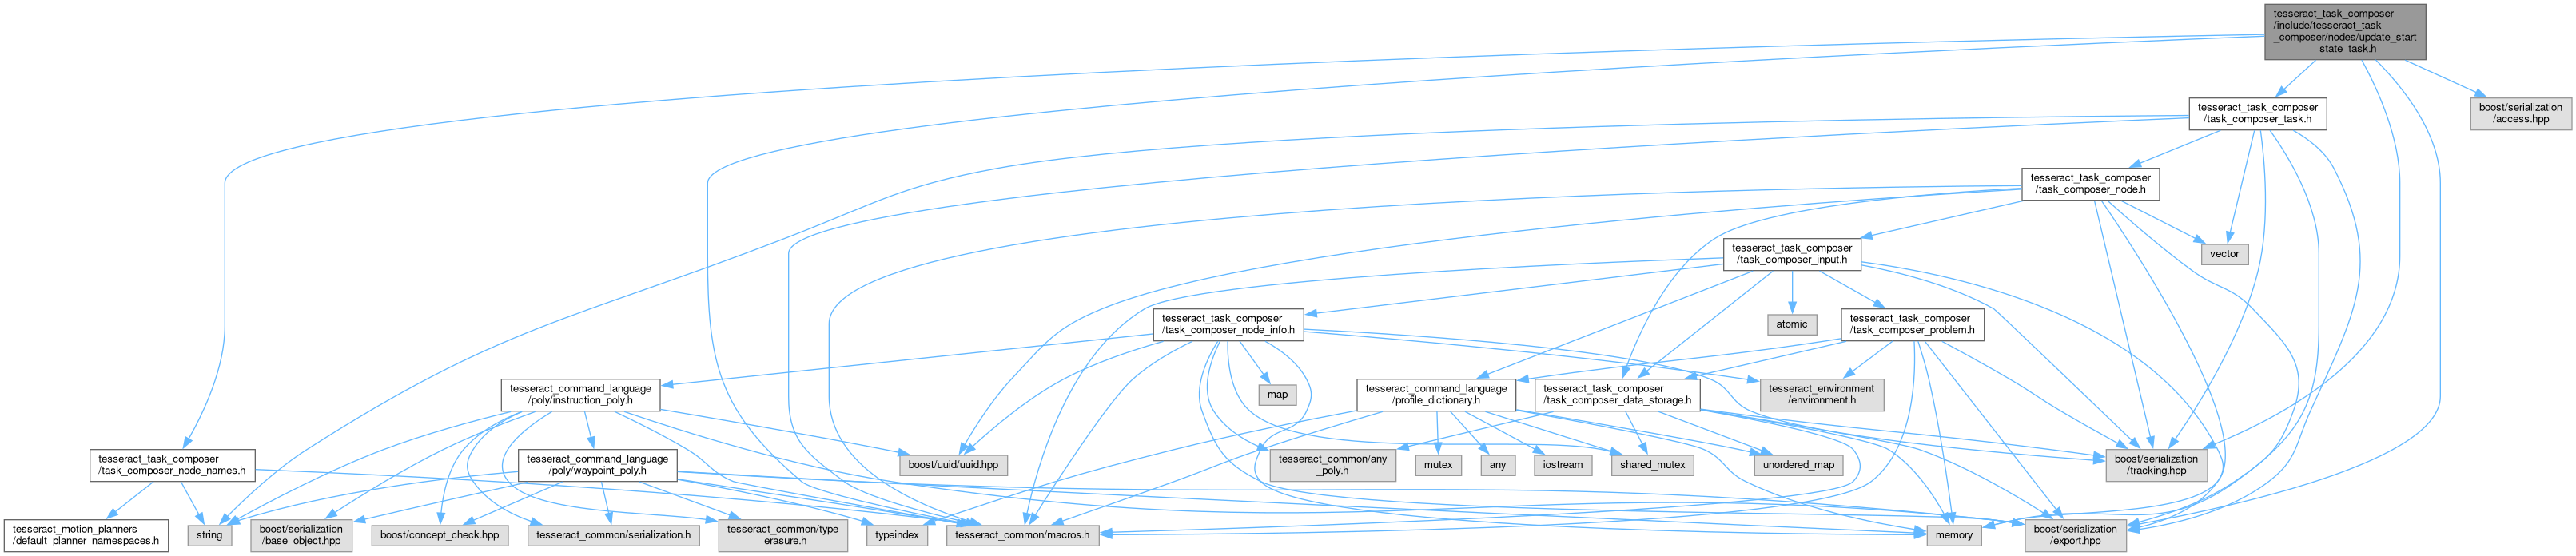 tesseract_task_composer
/include/tesseract_task
_composer/nodes/update_start
_state_task.h
tesseract_task_composer
/task_composer_task.h
boost/serialization
/access.hpp
tesseract_task_composer
/task_composer_node.h
tesseract_task_composer
/task_composer_input.h
vector
tesseract_task_composer
/task_composer_node_info.h
atomic
tesseract_task_composer
/task_composer_problem.h
tesseract_command_language
/poly/instruction_poly.h
map
tesseract_command_language
/profile_dictionary.h
tesseract_task_composer
/task_composer_data_storage.h
tesseract_environment
/environment.h
tesseract_task_composer
/task_composer_node_names.h
tesseract_command_language
/poly/waypoint_poly.h
boost/uuid/uuid.hpp
tesseract_common/any
_poly.h
mutex
any
iostream
shared_mutex
unordered_map
boost/serialization
/tracking.hpp
tesseract_motion_planners
/default_planner_namespaces.h
string
boost/serialization
/base_object.hpp
boost/concept_check.hpp
tesseract_common/serialization.h
tesseract_common/type
_erasure.h
typeindex
tesseract_common/macros.h
memory
boost/serialization
/export.hpp